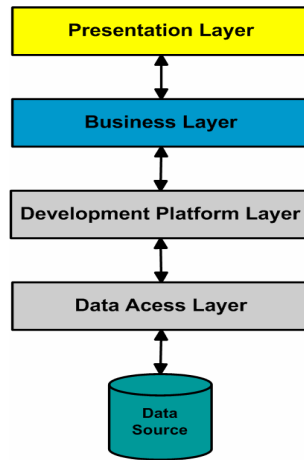 Presentation Layer
Business Layer
Development Platform Layer
Data Acess Layer
Data
Source